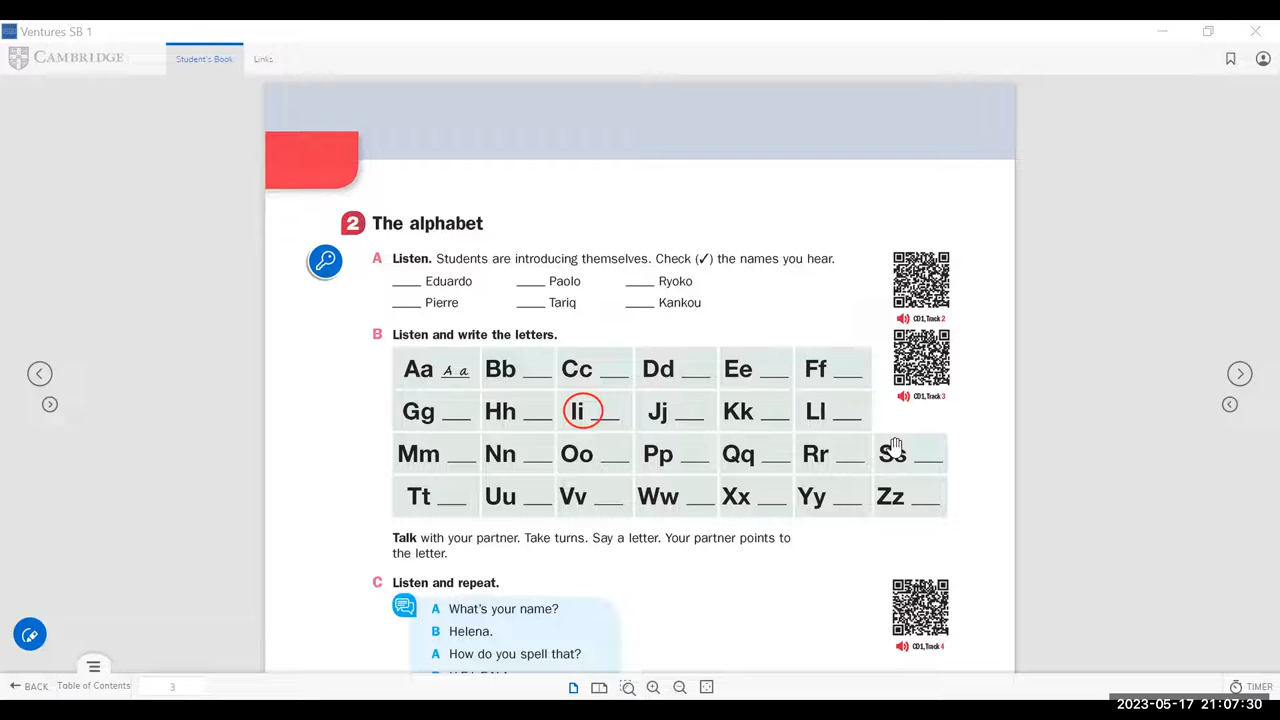 Ventures SB 1
CAMBRIDGE
Student's Book
Links
2 The alphabet
A Listen. Students are introducing themselves. Check (✓) the names you hear.
____ Eduardo ____ Paolo ____ Ryoko
____ Pierre ____ Tariq ____ Kankou
CD1, Track 2
B Listen and write the letters.
Aa A a Bb ___ Cc ___ Dd ___ Ee ___ Ff ___
CD1, Track 3
Gg ___ Hh ___ Ii ___ Jj ___ Kk ___ Ll ___
Mm ___ Nn ___ Oo ___ Pp ___ Qq ___ Rr ___ Ss ___
Tt ___ Uu ___ Vv ___ Ww ___ Xx ___ Yy ___ Zz ___
Talk with your partner. Take turns. Say a letter. Your partner points to
the letter.
C Listen and repeat.
A What's your name?
B Helena.
A How do you spell that?
CD1, Track 4
BACK Table of Contents 3 TIMER
2023-05-17 21:07:30